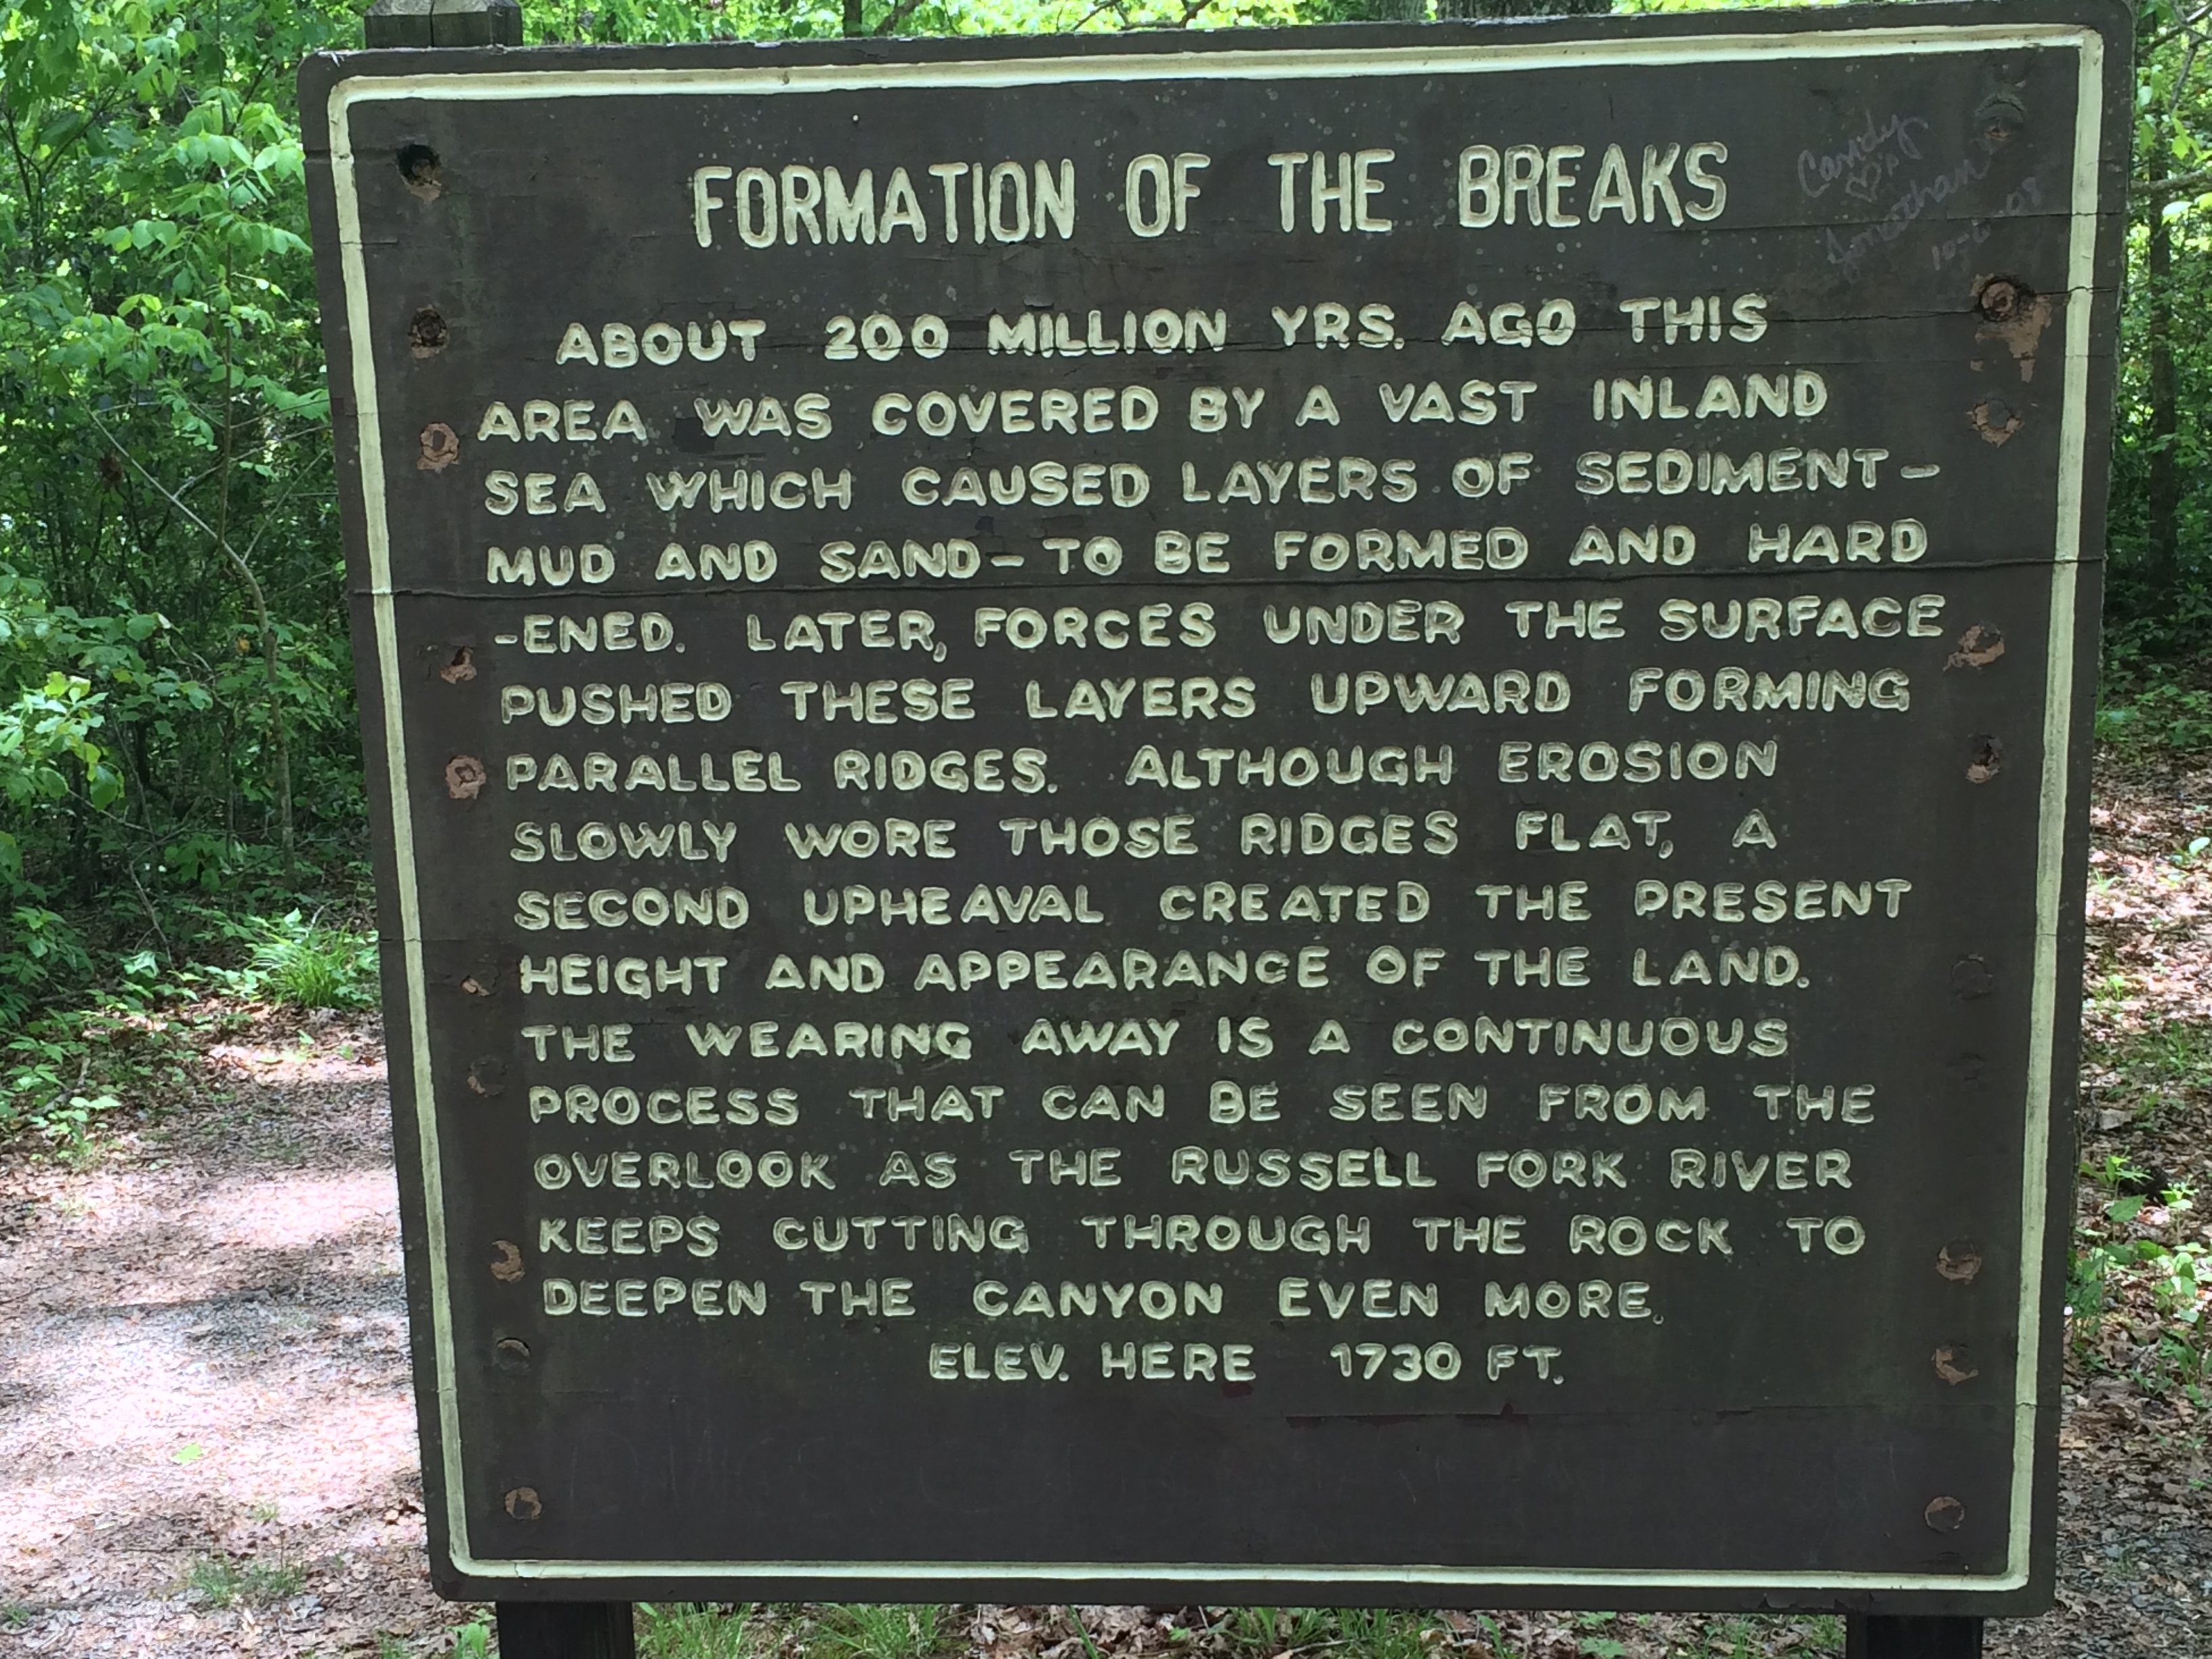 FORMATION OF THE BREAKS
ABOUT 200 MILLION YRS. AGO THIS
AREA WAS COVERED BY A VAST INLAND
SEA WHICH CAUSED LAYERS OF SEDIMENT-
MUD AND SAND-TO BE FORMED AND HARD
-ENED. LATER, FORCES UNDER THE SURFACE
PUSHED THESE LAYERS UPWARD FORMING
PARALLEL RIDGES. ALTHOUGH EROSION
SLOWLY WORE THOSE RIDGES FLAT, A
SECOND UPHEAVAL CREATED THE PRESENT
HEIGHT AND APPEARANCE OF THE LAND.
THE WEARING AWAY IS A CONTINUOUS
PROCESS THAT CAN BE SEEN FROM THE
OVERLOOK AS THE RUSSELL FORK RIVER
KEEPS CUTTING THROUGH THE ROCK TO
DEEPEN THE CANYON EVEN MORE.
ELEV. HERE 1730 FT.
Candy